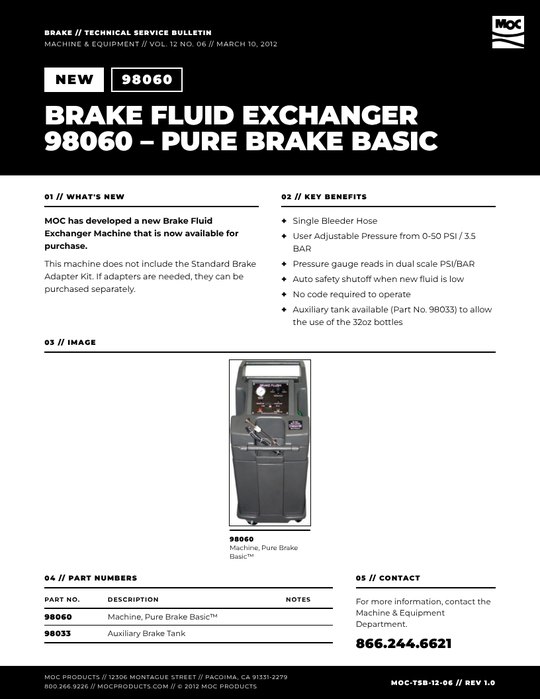 BRAKE // TECHNICAL SERVICE BULLETIN
MACHINE & EQUIPMENT // VOL. 12 NO. 06 // MARCH 10, 2012
MOC
NEW 98060
BRAKE FLUID EXCHANGER
98060 – PURE BRAKE BASIC
01 // WHAT'S NEW
MOC has developed a new Brake Fluid
Exchanger Machine that is now available for
purchase.
This machine does not include the Standard Brake
Adapter Kit. If adapters are needed, they can be
purchased separately.
02 // KEY BENEFITS
✦ Single Bleeder Hose
✦ User Adjustable Pressure from 0-50 PSI / 3.5
BAR
✦ Pressure gauge reads in dual scale PSI/BAR
✦ Auto safety shutoff when new fluid is low
✦ No code required to operate
✦ Auxiliary tank available (Part No. 98033) to allow
the use of the 32oz bottles
03 // IMAGE
98060
Machine, Pure Brake
Basic™
04 // PART NUMBERS
PART NO. DESCRIPTION NOTES
98060 Machine, Pure Brake Basic™
98033 Auxiliary Brake Tank
05 // CONTACT
For more information, contact the
Machine & Equipment
Department.
866.244.6621
MOC PRODUCTS // 12306 MONTAGUE STREET // PACOIMA, CA 91331-2279
800.266.9226 // MOCPRODUCTS.COM // © 2012 MOC PRODUCTS
MOC-TSB-12-06 // REV 1.0